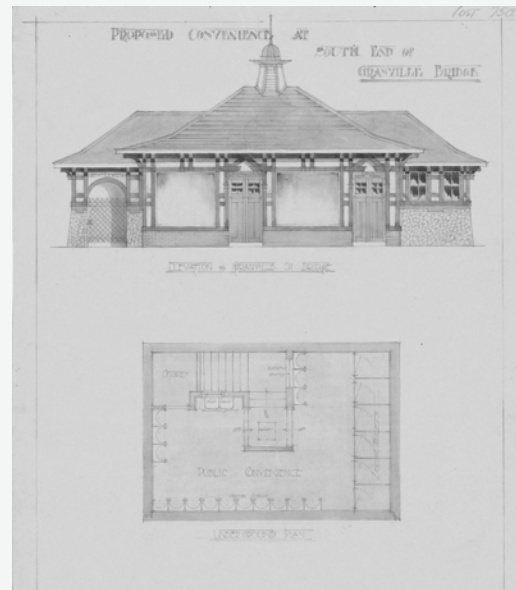 PROPOSED CONVENIENCE AT
SOUTH END OF
GRANVILLE BRIDGE
ELEVATION TO GRANVILLE ST BRIDGE
PUBLIC CONVENIENCE
UNDERGROUND PLAN